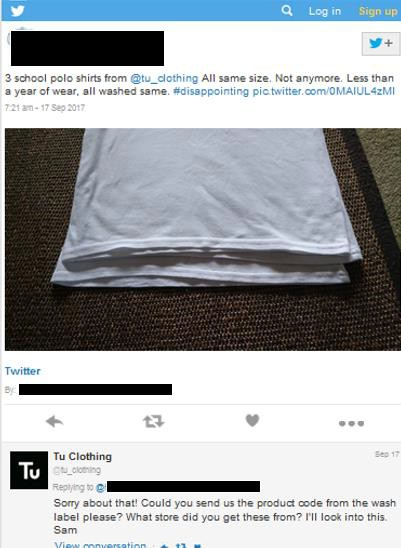 Log in Sign up
3 school polo shirts from @tu_clothing All same size. Not anymore. Less than
a year of wear, all washed same. #disappointing pic.twitter.com/0MAIUL4zMI
7:21 am - 17 Sep 2017
Twitter
By:
Tu
Tu Clothing Sep 17
@tu_clothing
Replying to @
Sorry about that! Could you send us the product code from the wash
label please? What store did you get these from? I'll look into this.
Sam
View conversation ·